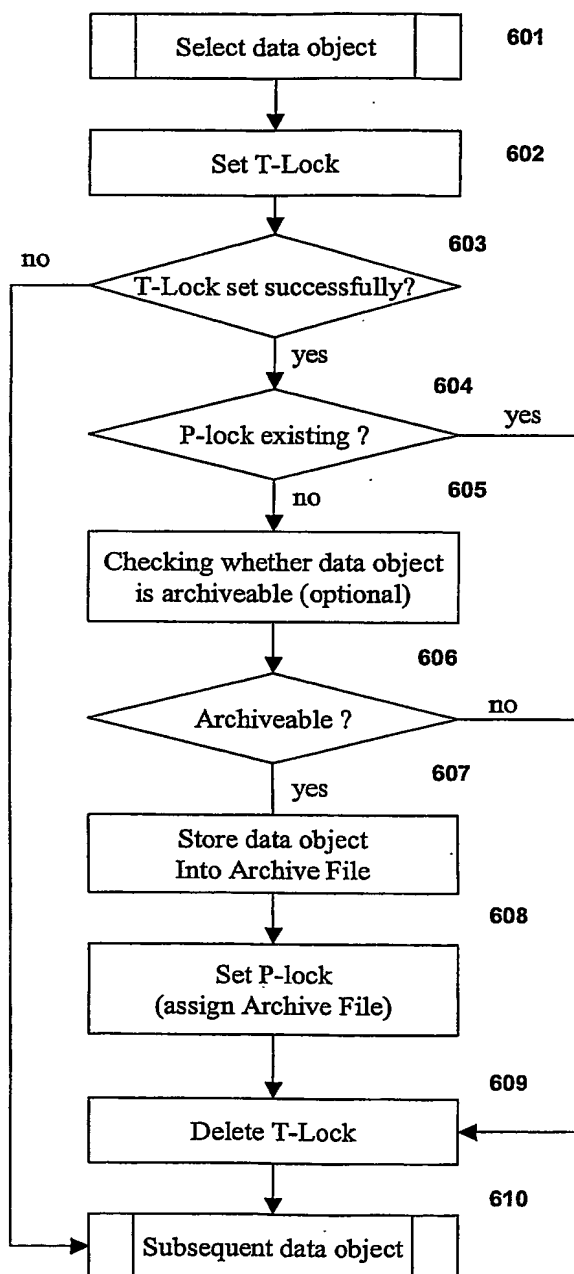 Select data object
601
Set T-Lock
602
603
no
T-Lock set successfully?
yes
604
P-lock existing ?
yes
605
no
Checking whether data object
is archiveable (optional)
606
Archiveable ?
no
607
yes
Store data object
Into Archive File
608
Set P-lock
(assign Archive File)
609
Delete T-Lock
610
Subsequent data object